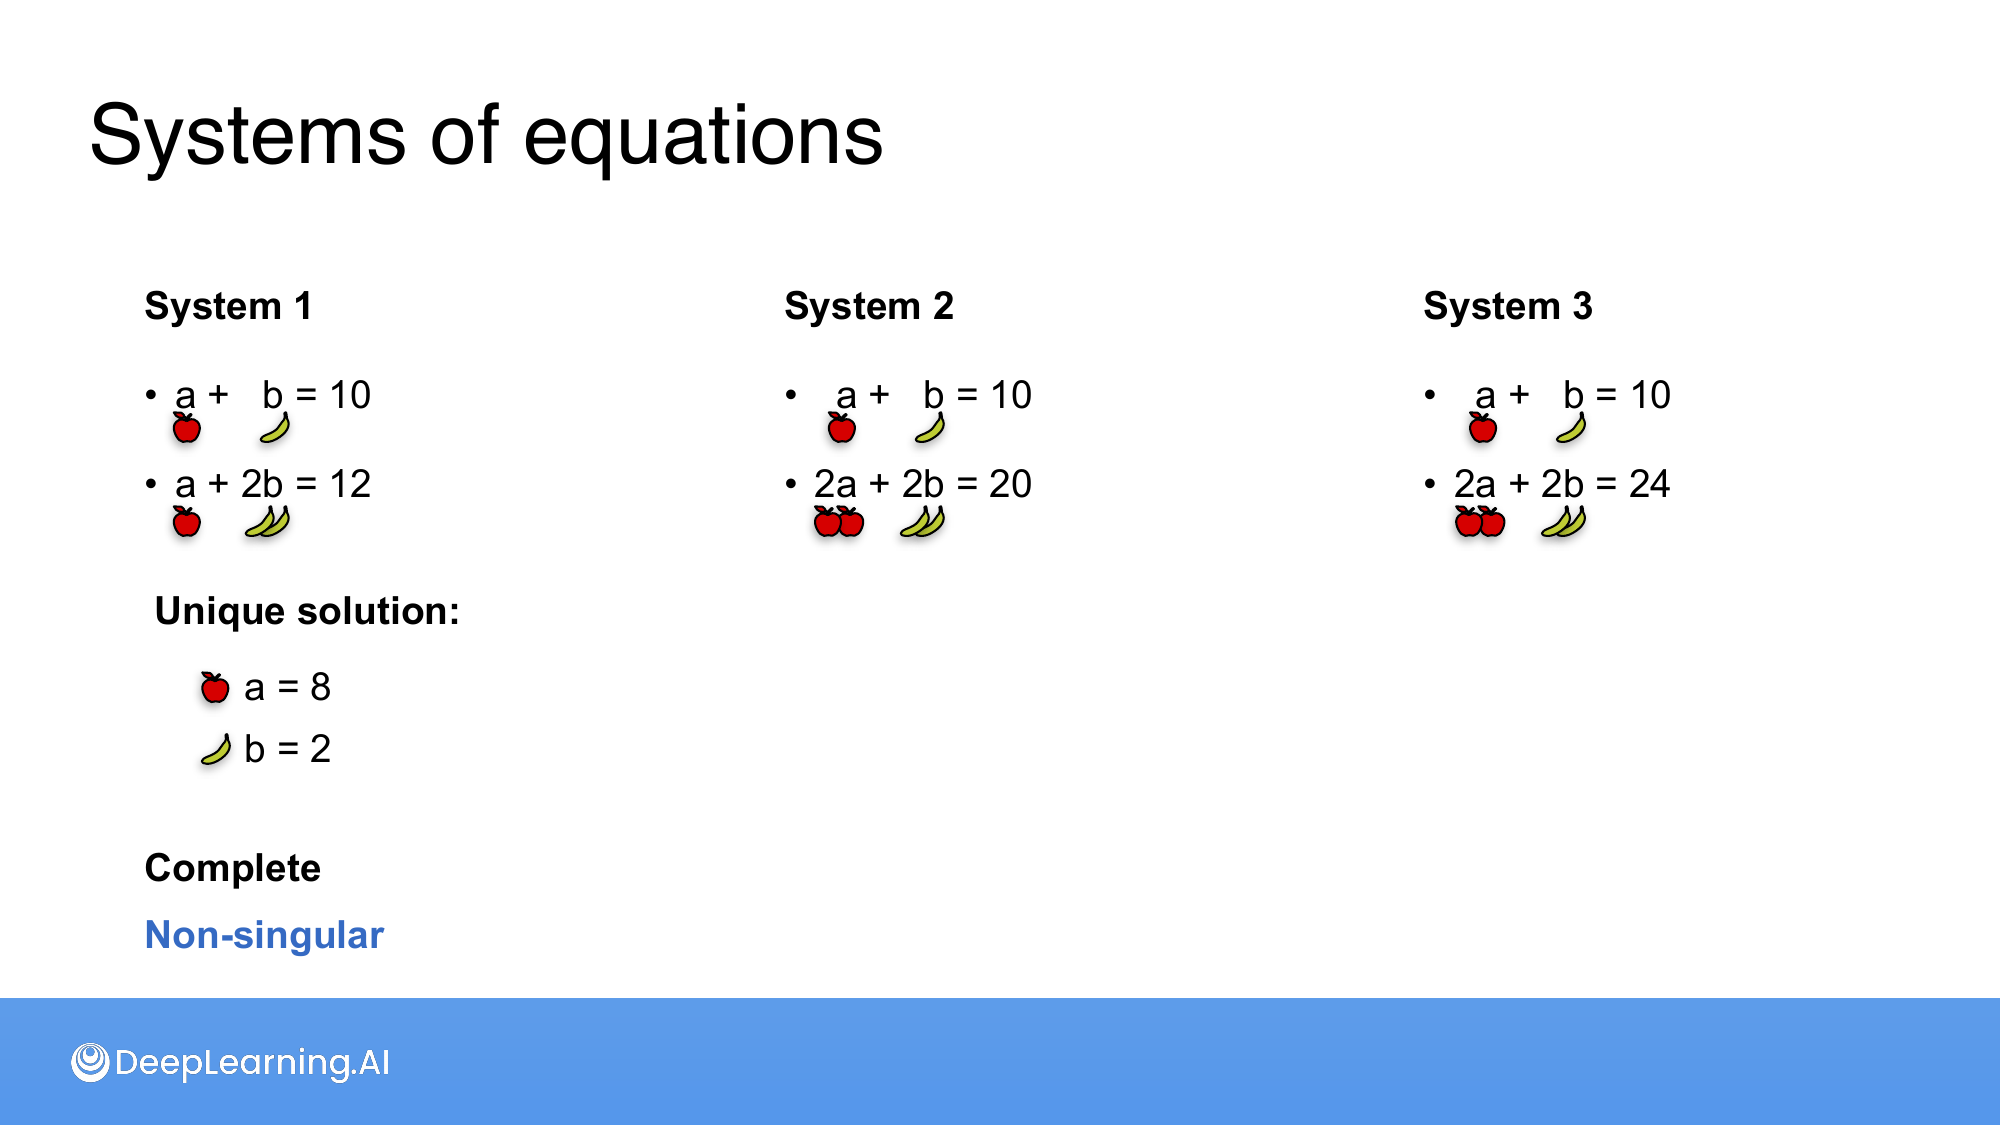 Systems of equations
System 1
• a + b = 10
• a + 2b = 12
Unique solution:
a = 8
b = 2
Complete
Non-singular
System 2
• a + b = 10
• 2a + 2b = 20
System 3
• a + b = 10
• 2a + 2b = 24
DeepLearning.AI